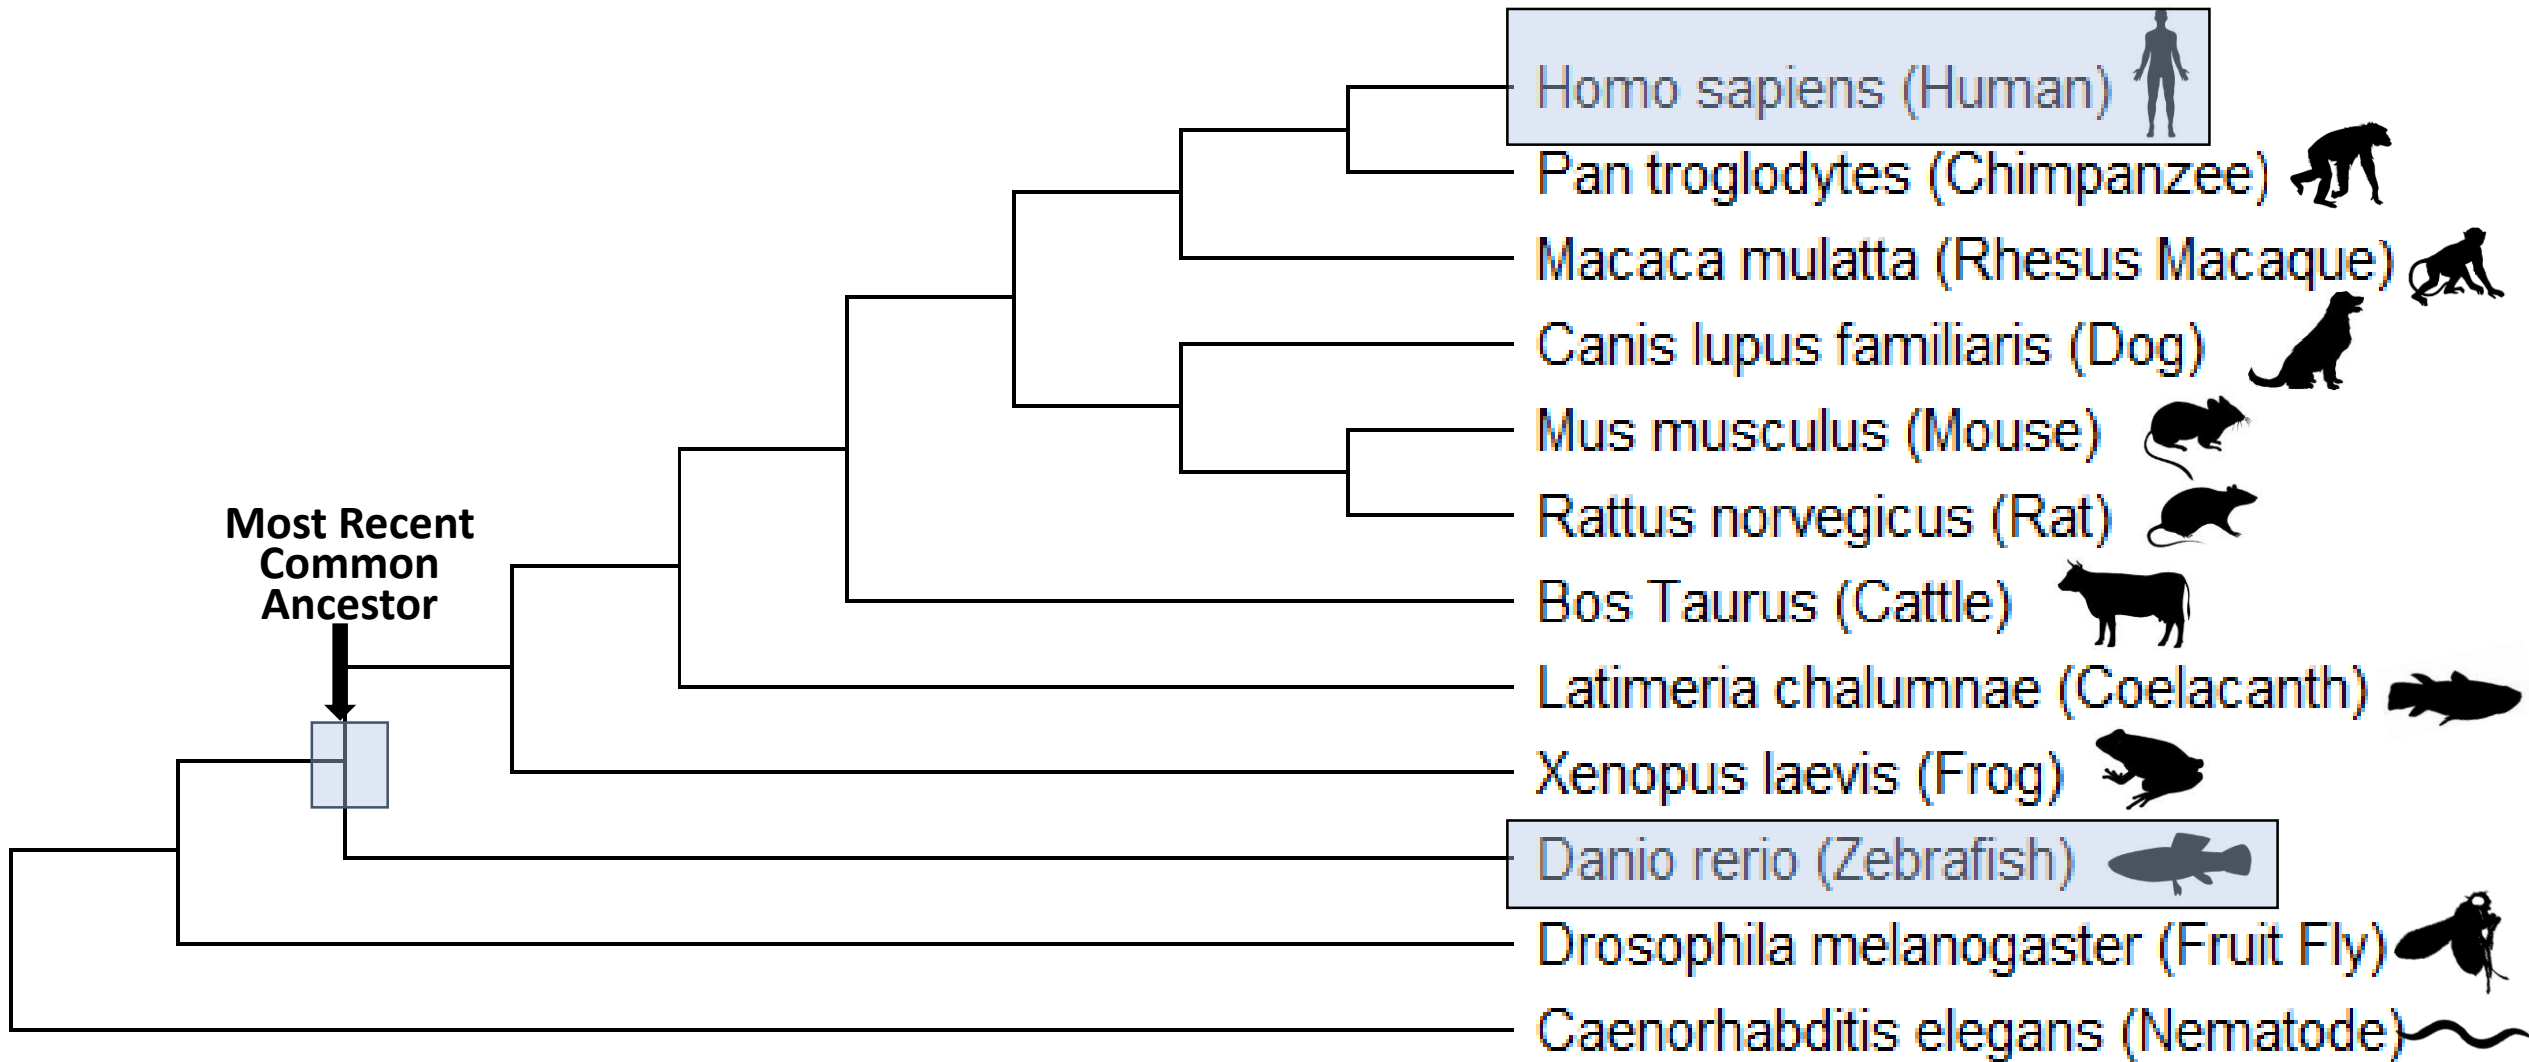 Homo sapiens (Human)
Pan troglodytes (Chimpanzee)
Macaca mulatta (Rhesus Macaque)
Canis lupus familiaris (Dog)
Mus musculus (Mouse)
Most Recent
Common
Ancestor
Rattus norvegicus (Rat)
Bos Taurus (Cattle)
Latimeria chalumnae (Coelacanth)
Xenopus laevis (Frog)
Danio rerio (Zebrafish)
Drosophila melanogaster (Fruit Fly)
Caenorhabditis elegans (Nematode)